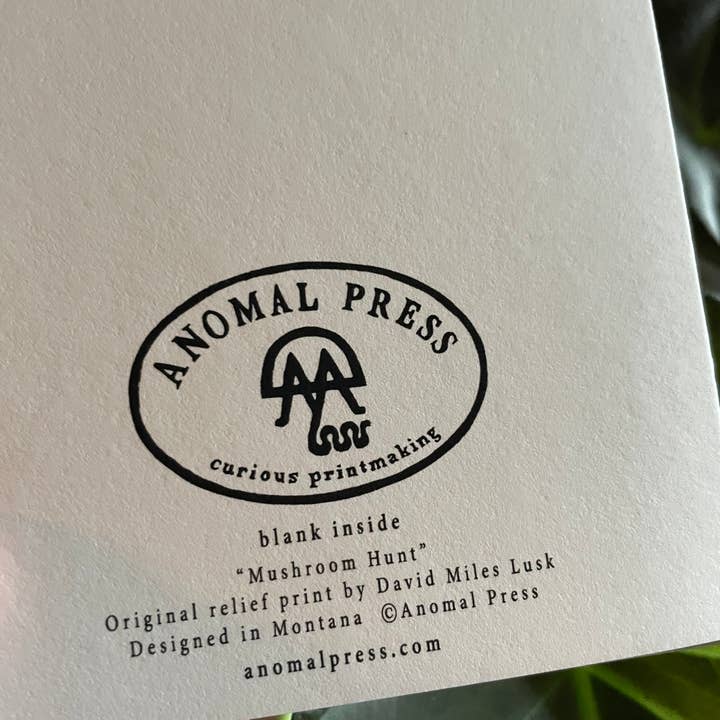 ANOMAL PRESS
curious printmaking
blank inside
“Mushroom Hunt”
Original relief print by David Miles Lusk
Designed in Montana ©Anomal Press
anomalpress.com